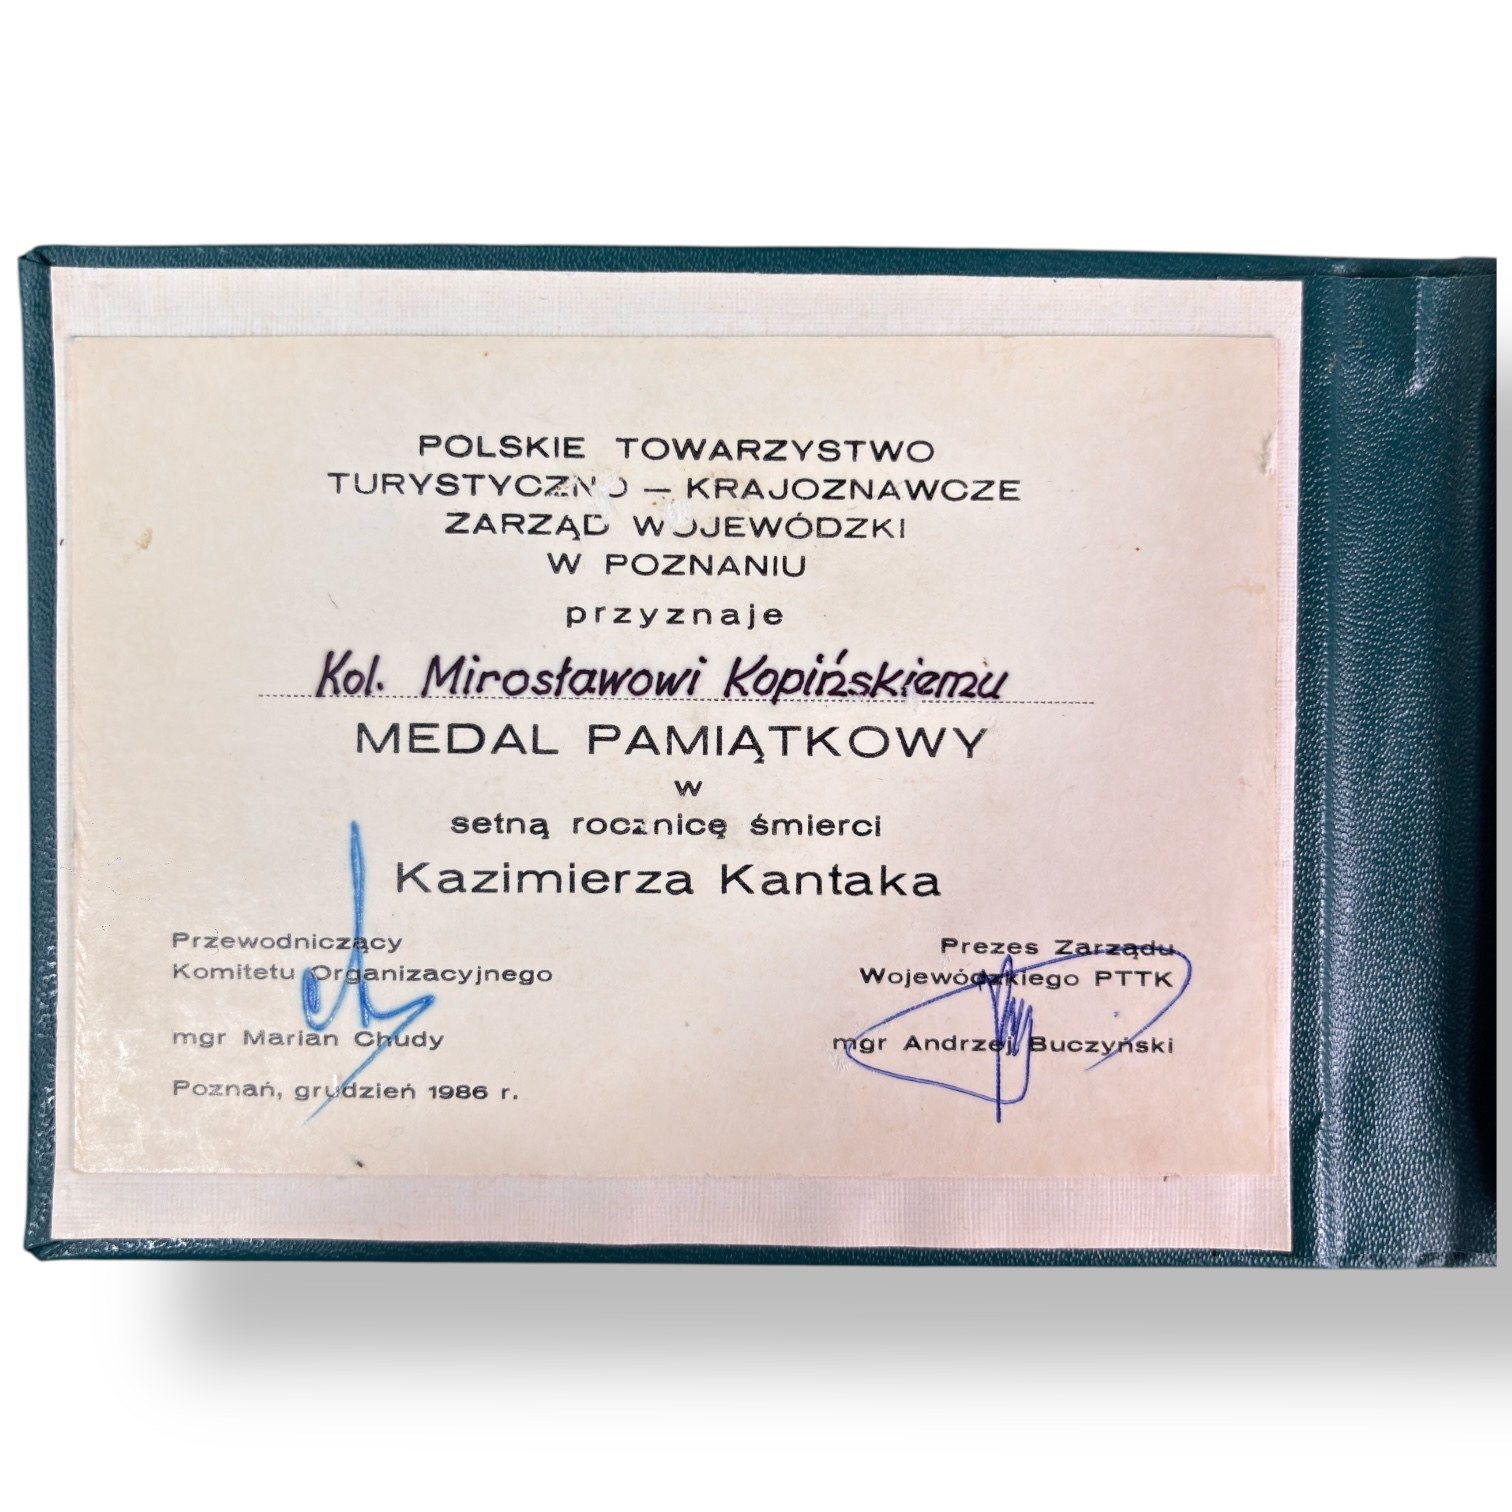 POLSKIE TOWARZYSTWO
TURYSTYCZNO — KRAJOZNAWCZE
ZARZĄD WOJEWÓDZKI
W POZNANIU
przyznaje
Kol. Mirosławowi Kopińskiemu
MEDAL PAMIĄTKOWY
w
setną rocznicę śmierci
Kazimierza Kantaka
Przewodniczący
Komitetu Organizacyjnego
mgr Marian Chudy
Poznań, grudzień 1986 r.
Prezes Zarządu
Wojewódzkiego PTTK
mgr Andrzej Buczyński